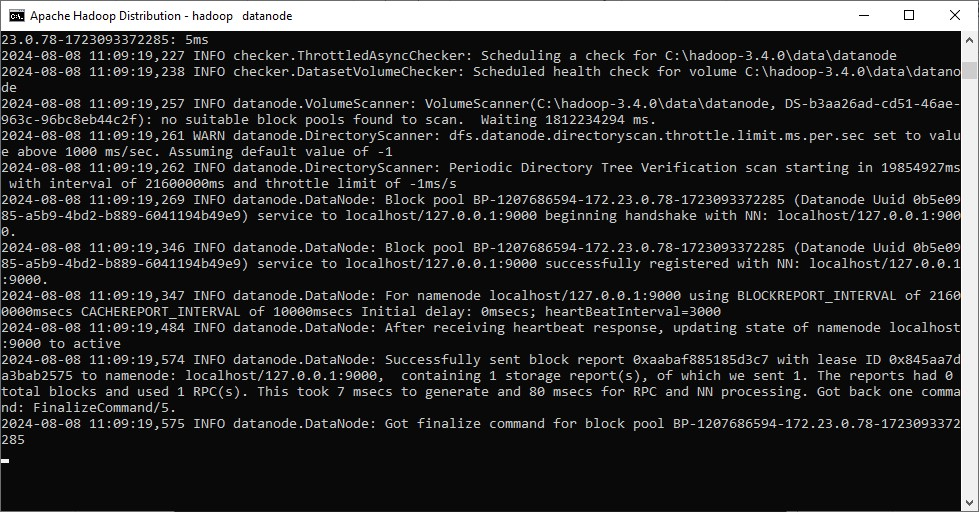 Apache Hadoop Distribution - hadoop   datanode
23.0.78-1723093372285: 5ms
2024-08-08 11:09:19,227 INFO checker.ThrottledAsyncChecker: Scheduling a check for C:\hadoop-3.4.0\data\datanode
2024-08-08 11:09:19,238 INFO checker.DatasetVolumeChecker: Scheduled health check for volume C:\hadoop-3.4.0\data\datano
de
2024-08-08 11:09:19,257 INFO datanode.VolumeScanner: VolumeScanner(C:\hadoop-3.4.0\data\datanode, DS-b3aa26ad-cd51-46ae-
963c-96bc8eb44c2f): no suitable block pools found to scan.  Waiting 1812234294 ms.
2024-08-08 11:09:19,261 WARN datanode.DirectoryScanner: dfs.datanode.directoryscan.throttle.limit.ms.per.sec set to valu
e above 1000 ms/sec. Assuming default value of -1
2024-08-08 11:09:19,262 INFO datanode.DirectoryScanner: Periodic Directory Tree Verification scan starting in 19854927ms
 with interval of 21600000ms and throttle limit of -1ms/s
2024-08-08 11:09:19,269 INFO datanode.DataNode: Block pool BP-1207686594-172.23.0.78-1723093372285 (Datanode Uuid 0b5e09
85-a5b9-4bd2-b889-6041194b49e9) service to localhost/127.0.0.1:9000 beginning handshake with NN: localhost/127.0.0.1:900
0.
2024-08-08 11:09:19,346 INFO datanode.DataNode: Block pool BP-1207686594-172.23.0.78-1723093372285 (Datanode Uuid 0b5e09
85-a5b9-4bd2-b889-6041194b49e9) service to localhost/127.0.0.1:9000 successfully registered with NN: localhost/127.0.0.1
:9000.
2024-08-08 11:09:19,347 INFO datanode.DataNode: For namenode localhost/127.0.0.1:9000 using BLOCKREPORT_INTERVAL of 2160
0000msecs CACHEREPORT_INTERVAL of 10000msecs Initial delay: 0msecs; heartBeatInterval=3000
2024-08-08 11:09:19,484 INFO datanode.DataNode: After receiving heartbeat response, updating state of namenode localhost
:9000 to active
2024-08-08 11:09:19,574 INFO datanode.DataNode: Successfully sent block report 0xaabaf885185d3c7 with lease ID 0x845aa7d
a3bab2575 to namenode: localhost/127.0.0.1:9000,  containing 1 storage report(s), of which we sent 1. The reports had 0
total blocks and used 1 RPC(s). This took 7 msecs to generate and 80 msecs for RPC and NN processing. Got back one comma
nd: FinalizeCommand/5.
2024-08-08 11:09:19,575 INFO datanode.DataNode: Got finalize command for block pool BP-1207686594-172.23.0.78-1723093372
285